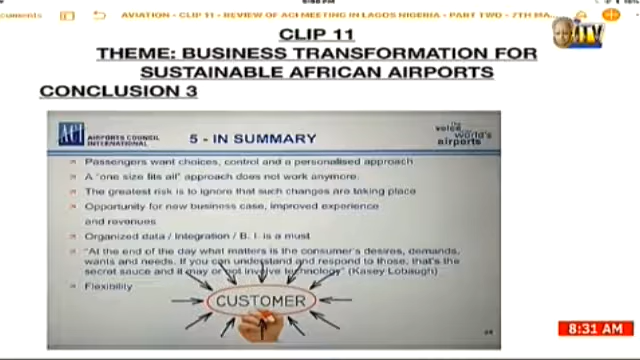 AVIATION - CLIP 11 - REVIEW OF ACI MEETING IN LAGOS NIGERIA - PART TWO - 7TH MA...
ITV
CLIP 11
THEME: BUSINESS TRANSFORMATION FOR
SUSTAINABLE AFRICAN AIRPORTS
CONCLUSION 3
ACI AIRPORTS COUNCIL
INTERNATIONAL
5 - IN SUMMARY
The
voice
of the
world's
airports
Passengers want choices, control and a personalised approach
A "one size fits all" approach does not work anymore.
The greatest risk is to ignore that such changes are taking place
Opportunity for new business case, improved experience
and revenues
Organized data / Integration / B. I. is a must
"At the end of the day what matters is the consumer's desires, demands,
wants and needs. If you can understand and respond to those, that's the
secret sauce and it may or not involve technology" (Kasey Lobaugh)
Flexibility
CUSTOMER
8:31 AM